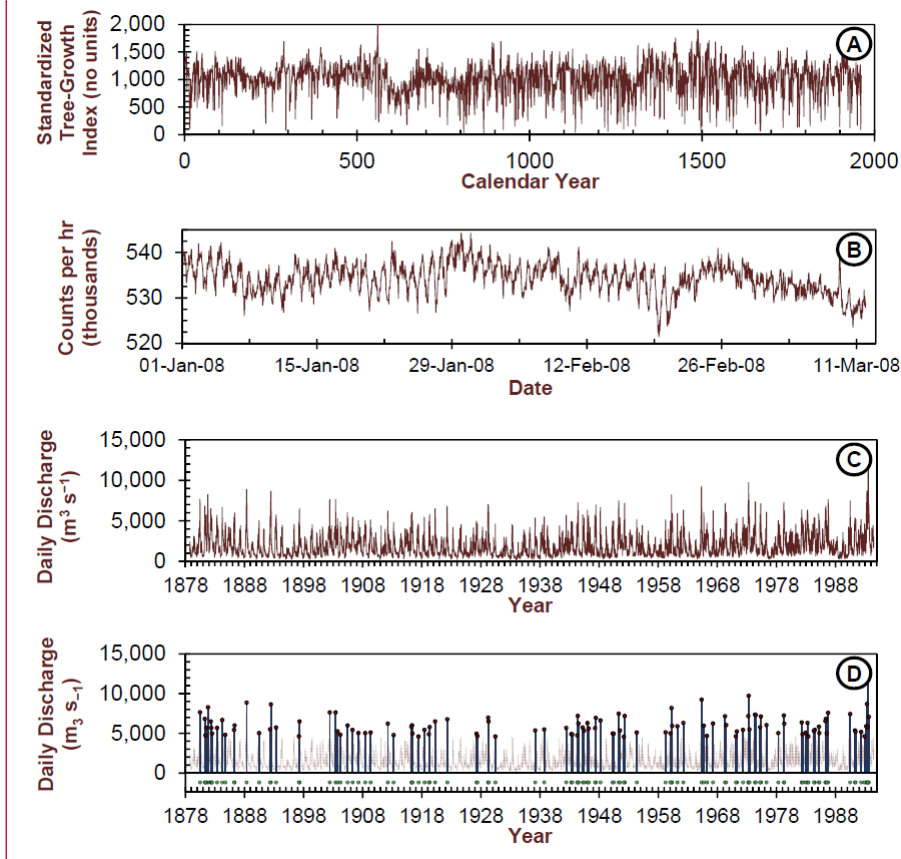 Standardized
Tree-Growth
Index (no units)
2,000
1,500
1,000
500
0
A
0 500 1000 1500 2000
Calendar Year
Counts per hr
(thousands)
540
530
520
B
01-Jan-08 15-Jan-08 29-Jan-08 12-Feb-08 26-Feb-08 11-Mar-08
Date
Daily Discharge
(m³ s⁻¹)
15,000
10,000
5,000
0
C
1878 1888 1898 1908 1918 1928 1938 1948 1958 1968 1978 1988
Year
Daily Discharge
(m₃ s₋₁)
15,000
10,000
5,000
0
D
1878 1888 1898 1908 1918 1928 1938 1948 1958 1968 1978 1988
Year